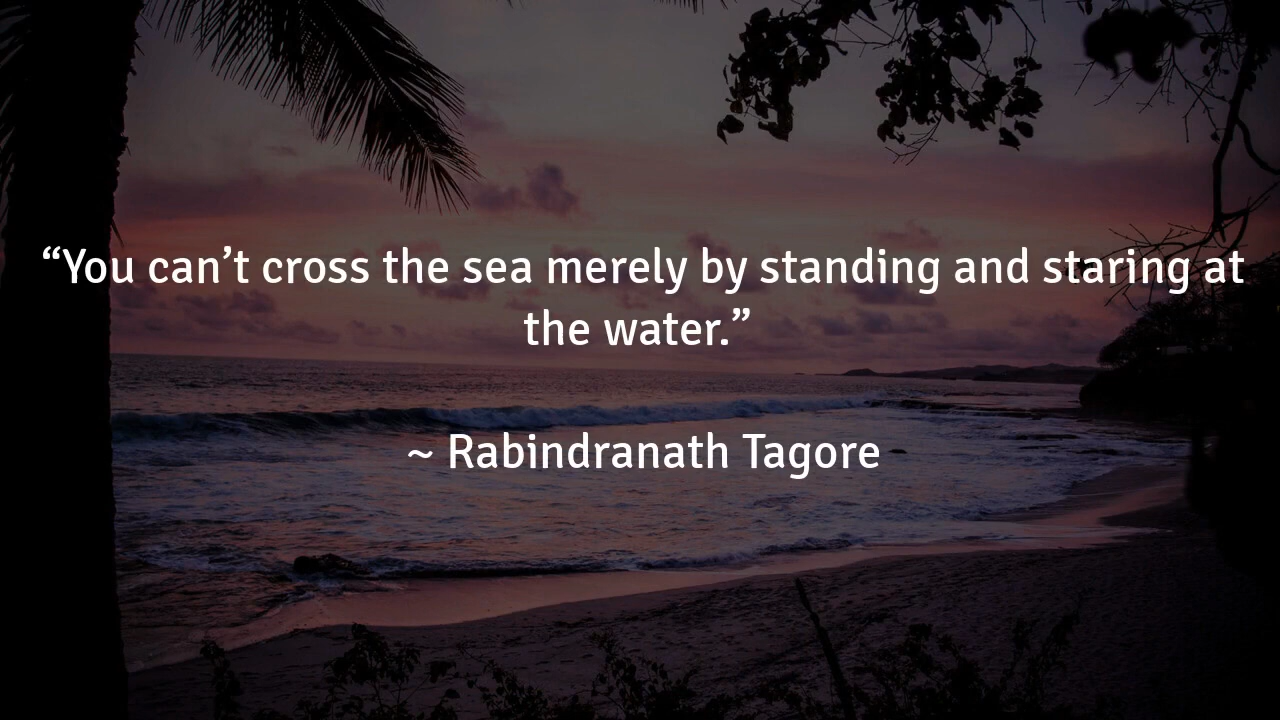 “You can’t cross the sea merely by standing and staring at
the water.”
~ Rabindranath Tagore